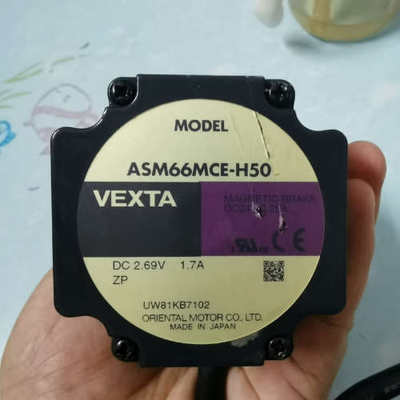 MODEL
ASM66MCE-H50
VEXTA
MAGNETIC BRAKE
DC24V
DC 2.69V 1.7A
ZP
UW81KB7102
ORIENTAL MOTOR CO., LTD.
MADE IN JAPAN